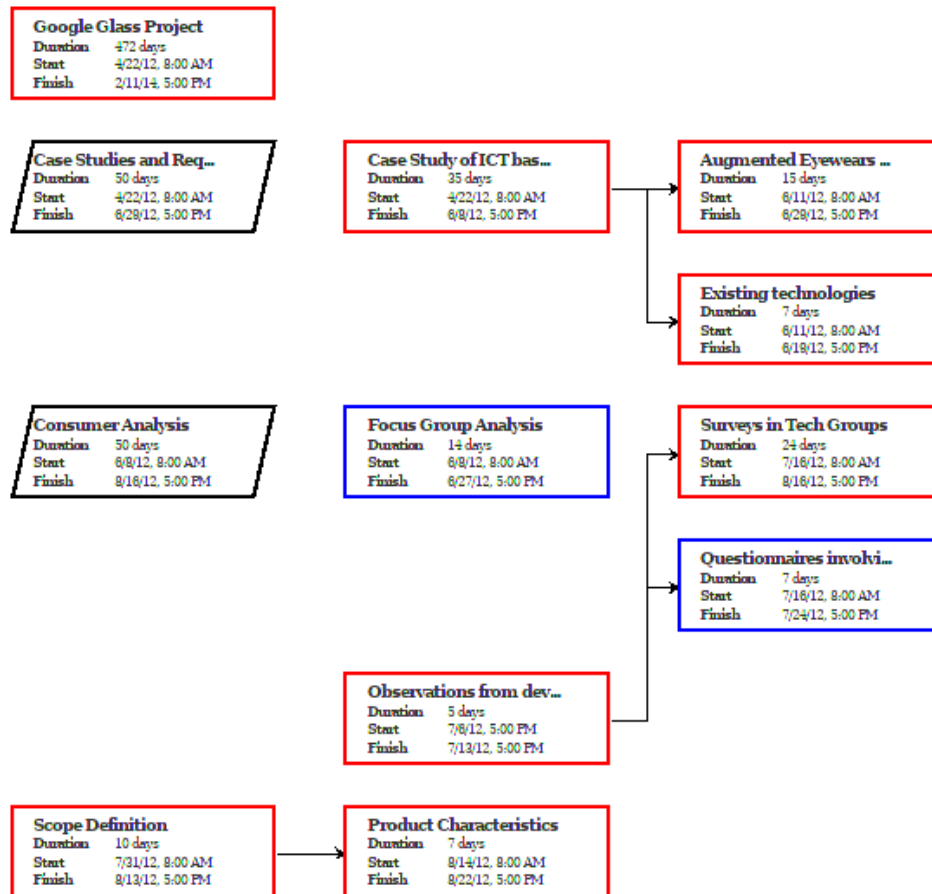 Google Glass Project
Duration 472 days
Start 4/22/12, 8:00 AM
Finish 2/11/14, 5:00 PM
Case Studies and Req...
Duration 50 days
Start 4/22/12, 8:00 AM
Finish 6/29/12, 5:00 PM
Case Study of ICT bas...
Duration 35 days
Start 4/22/12, 8:00 AM
Finish 6/8/12, 5:00 PM
Augmented Eyewears ...
Duration 15 days
Start 6/11/12, 8:00 AM
Finish 6/29/12, 5:00 PM
Existing technologies
Duration 7 days
Start 6/11/12, 8:00 AM
Finish 6/19/12, 5:00 PM
Consumer Analysis
Duration 50 days
Start 6/8/12, 8:00 AM
Finish 8/16/12, 5:00 PM
Focus Group Analysis
Duration 14 days
Start 6/8/12, 8:00 AM
Finish 6/27/12, 5:00 PM
Surveys in Tech Groups
Duration 24 days
Start 7/16/12, 8:00 AM
Finish 8/16/12, 5:00 PM
Questionnaires involvi...
Duration 7 days
Start 7/16/12, 8:00 AM
Finish 7/24/12, 5:00 PM
Observations from dev...
Duration 5 days
Start 7/6/12, 5:00 PM
Finish 7/13/12, 5:00 PM
Scope Definition
Duration 10 days
Start 7/31/12, 8:00 AM
Finish 8/13/12, 5:00 PM
Product Characteristics
Duration 7 days
Start 8/14/12, 8:00 AM
Finish 8/22/12, 5:00 PM